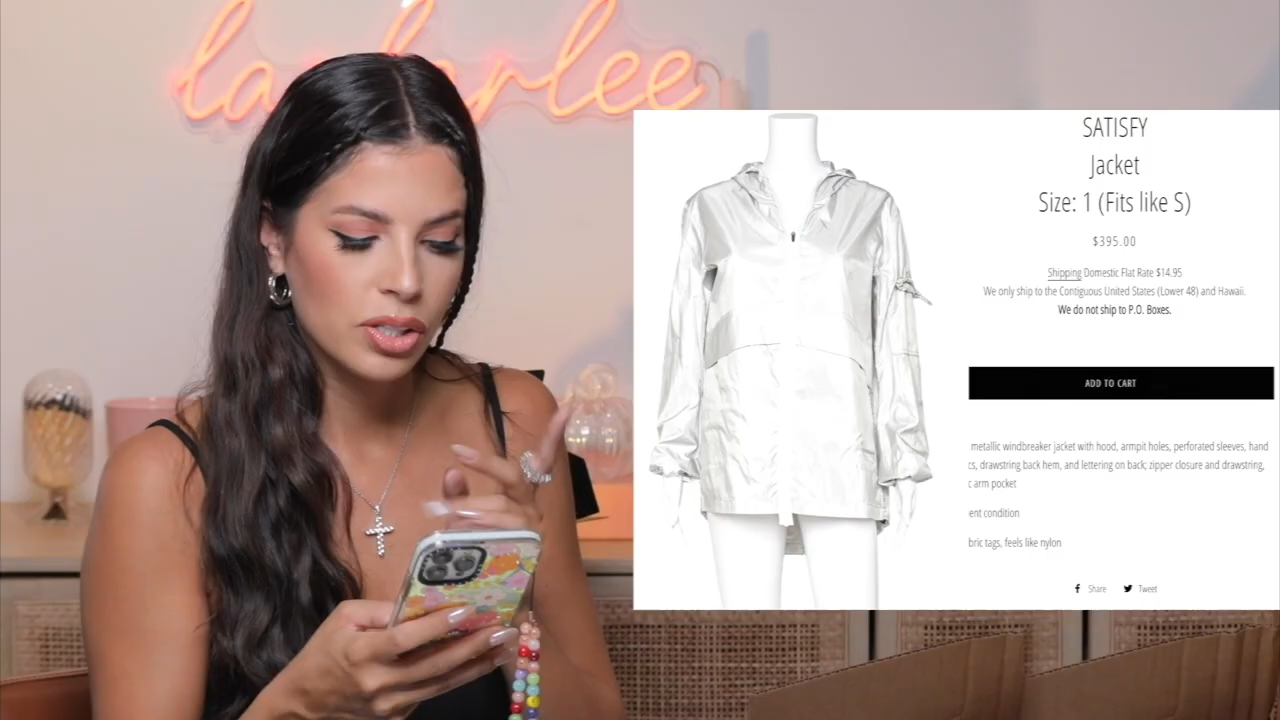 SATISFY
Jacket
Size: 1 (Fits like S)
$395.00
Shipping Domestic Flat Rate $14.95
We only ship to the Contiguous United States (Lower 48) and Hawaii.
We do not ship to P.O. Boxes.
ADD TO CART
metallic windbreaker jacket with hood, armpit holes, perforated sleeves, hand
drawstring back hem, and lettering on back; zipper closure and drawstring,
arm pocket
condition
tags, feels like nylon
Share Tweet